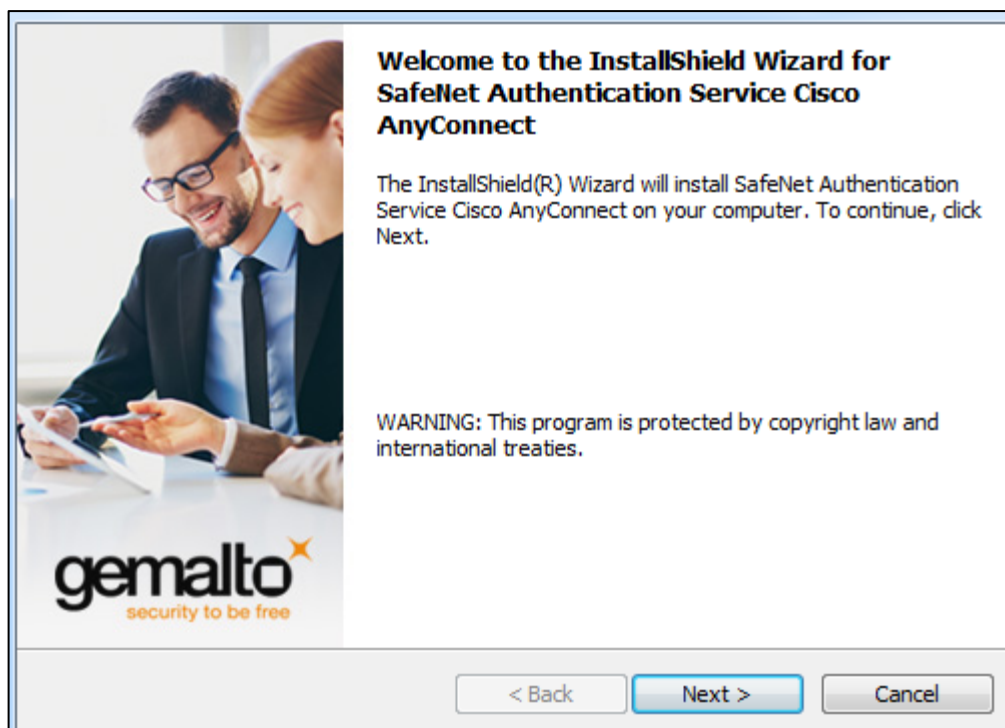 Welcome to the InstallShield Wizard for
SafeNet Authentication Service Cisco
AnyConnect
The InstallShield(R) Wizard will install SafeNet Authentication
Service Cisco AnyConnect on your computer. To continue, click
Next.
WARNING: This program is protected by copyright law and
international treaties.
gemalto
security to be free
< Back
Next >
Cancel